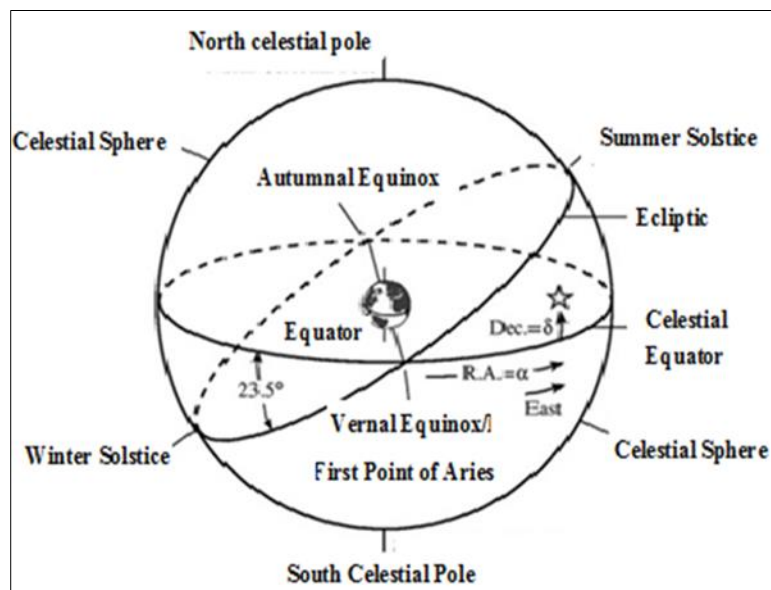 North celestial pole
Celestial Sphere
Summer Solstice
Autumnal Equinox
Ecliptic
Equator
Dec.=δ
Celestial
Equator
23.5°
R.A.=α
East
Vernal Equinox/
First Point of Aries
Winter Solstice
Celestial Sphere
South Celestial Pole